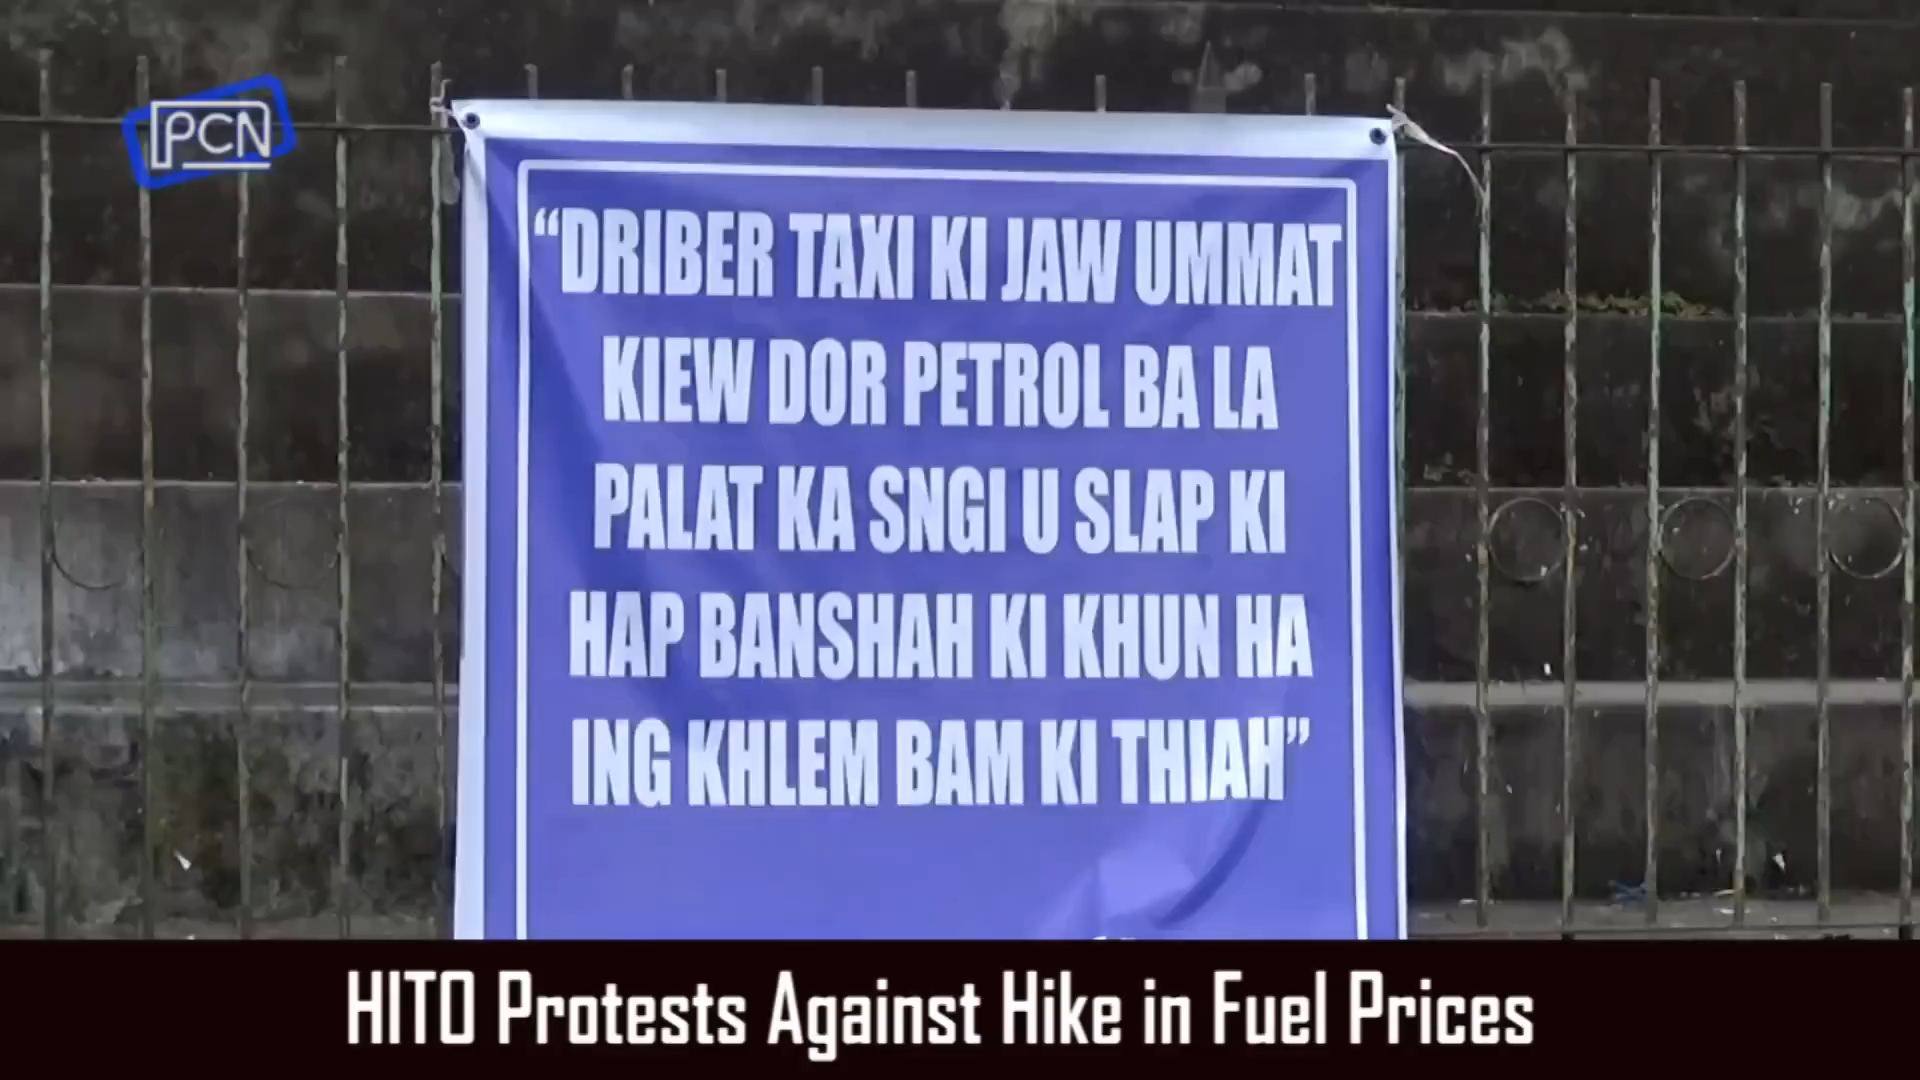 PCN
“DRIBER TAXI KI JAW UMMAT
KIEW DOR PETROL BA LA
PALAT KA SNGI U SLAP KI
HAP BANSHAH KI KHUN HA
ING KHLEM BAM KI THIAH”
HITO Protests Against Hike in Fuel Prices